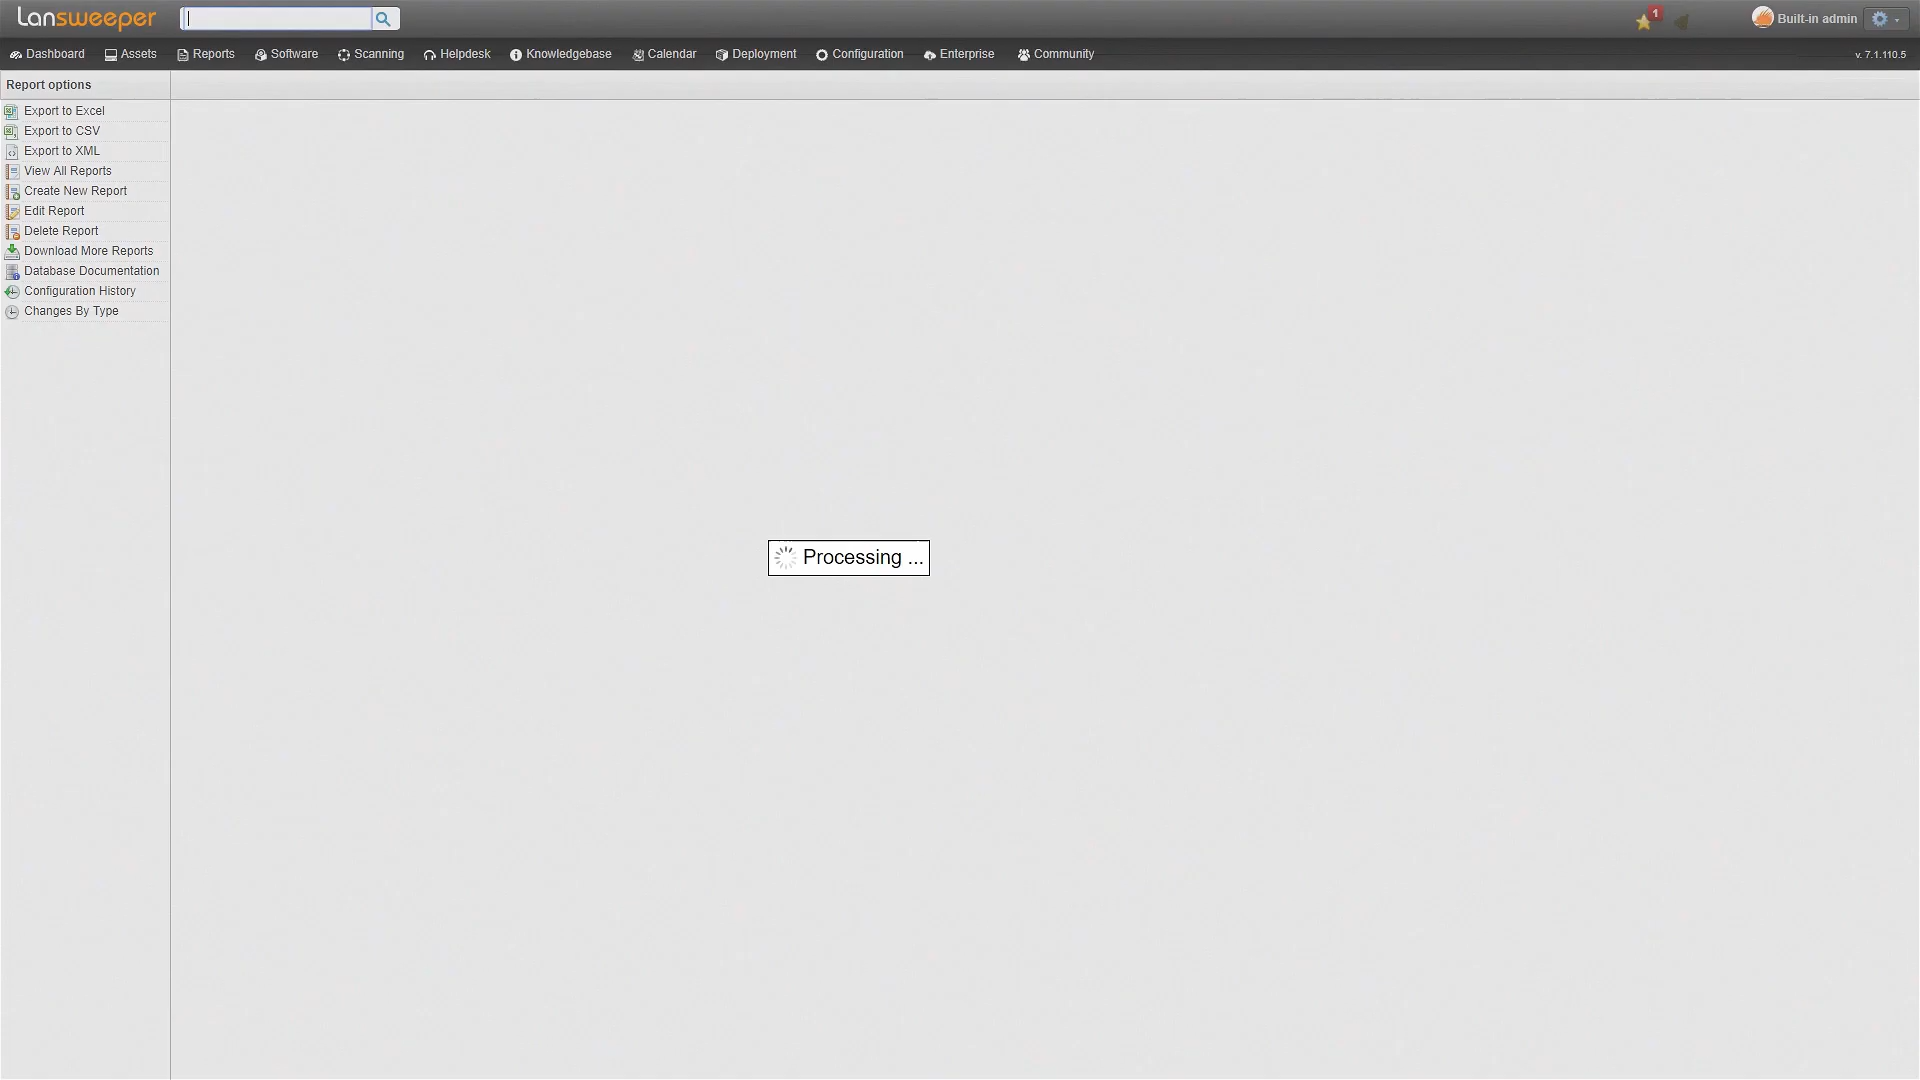 Lansweeper
1
Built-in admin
Dashboard Assets Reports Software Scanning Helpdesk Knowledgebase Calendar Deployment Configuration Enterprise Community v. 7.1.110.5
Report options
Export to Excel
Export to CSV
Export to XML
View All Reports
Create New Report
Edit Report
Delete Report
Download More Reports
Database Documentation
Configuration History
Changes By Type
Processing ...